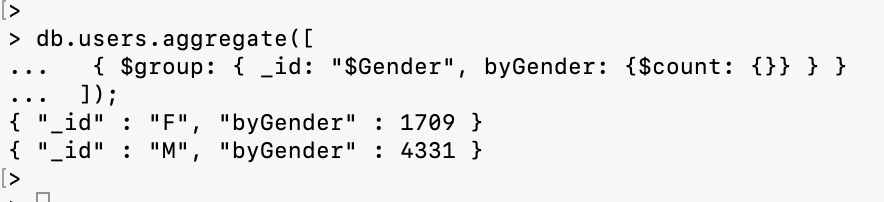 [>
> db.users.aggregate([
...   { $group: { _id: "$Gender", byGender: {$count: {}} } }
...  ]);
{ "_id" : "F", "byGender" : 1709 }
{ "_id" : "M", "byGender" : 4331 }
[>